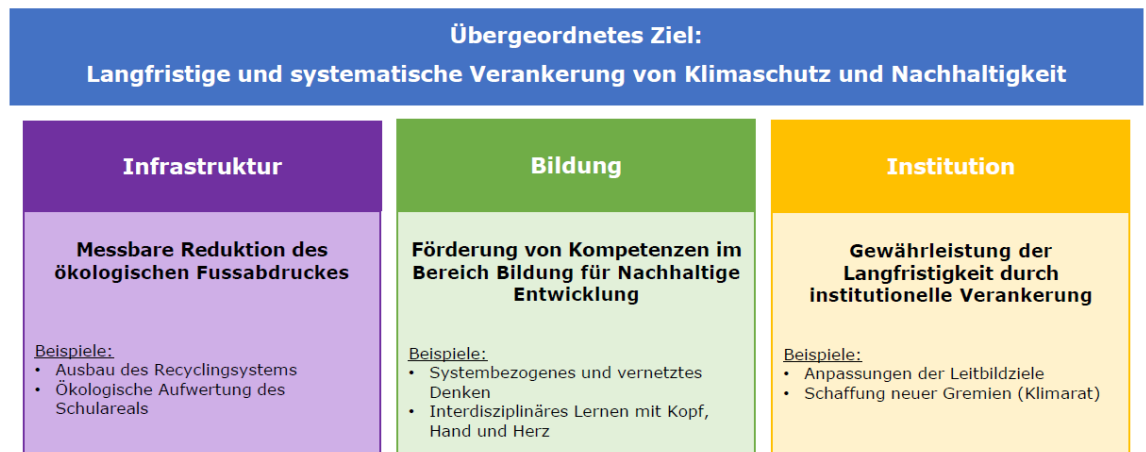 Übergeordnetes Ziel:
Langfristige und systematische Verankerung von Klimaschutz und Nachhaltigkeit
Infrastruktur
Messbare Reduktion des
ökologischen Fussabdruckes
Beispiele:
• Ausbau des Recyclingsystems
• Ökologische Aufwertung des
Schulareals
Bildung
Förderung von Kompetenzen im
Bereich Bildung für Nachhaltige
Entwicklung
Beispiele:
• Systembezogenes und vernetztes
Denken
• Interdisziplinäres Lernen mit Kopf,
Hand und Herz
Institution
Gewährleistung der
Langfristigkeit durch
institutionelle Verankerung
Beispiele:
• Anpassungen der Leitbildziele
• Schaffung neuer Gremien (Klimarat)